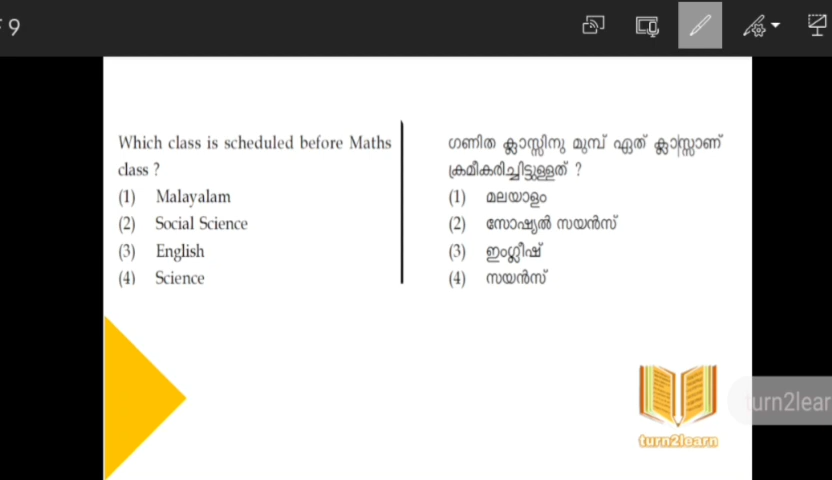 9
Which class is scheduled before Maths
class ?
(1) Malayalam
(2) Social Science
(3) English
(4) Science
ഗണിത ക്ലാസ്സിനു മുമ്പ് ഏത് ക്ലാസ്സാണ്
ക്രമീകരിച്ചിട്ടുള്ളത് ?
(1) മലയാളം
(2) സോഷ്യൽ സയൻസ്
(3) ഇംഗ്ലീഷ്
(4) സയൻസ്
turn2learn
turn2lear